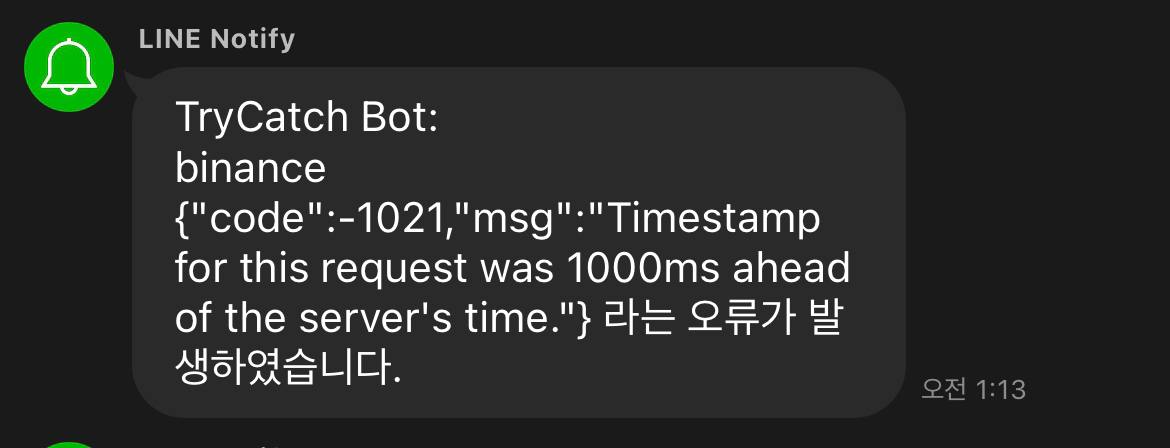 LINE Notify
TryCatch Bot:
binance
{"code":-1021,"msg":"Timestamp
for this request was 1000ms ahead
of the server's time."} 라는 오류가 발
생하였습니다.
오전 1:13